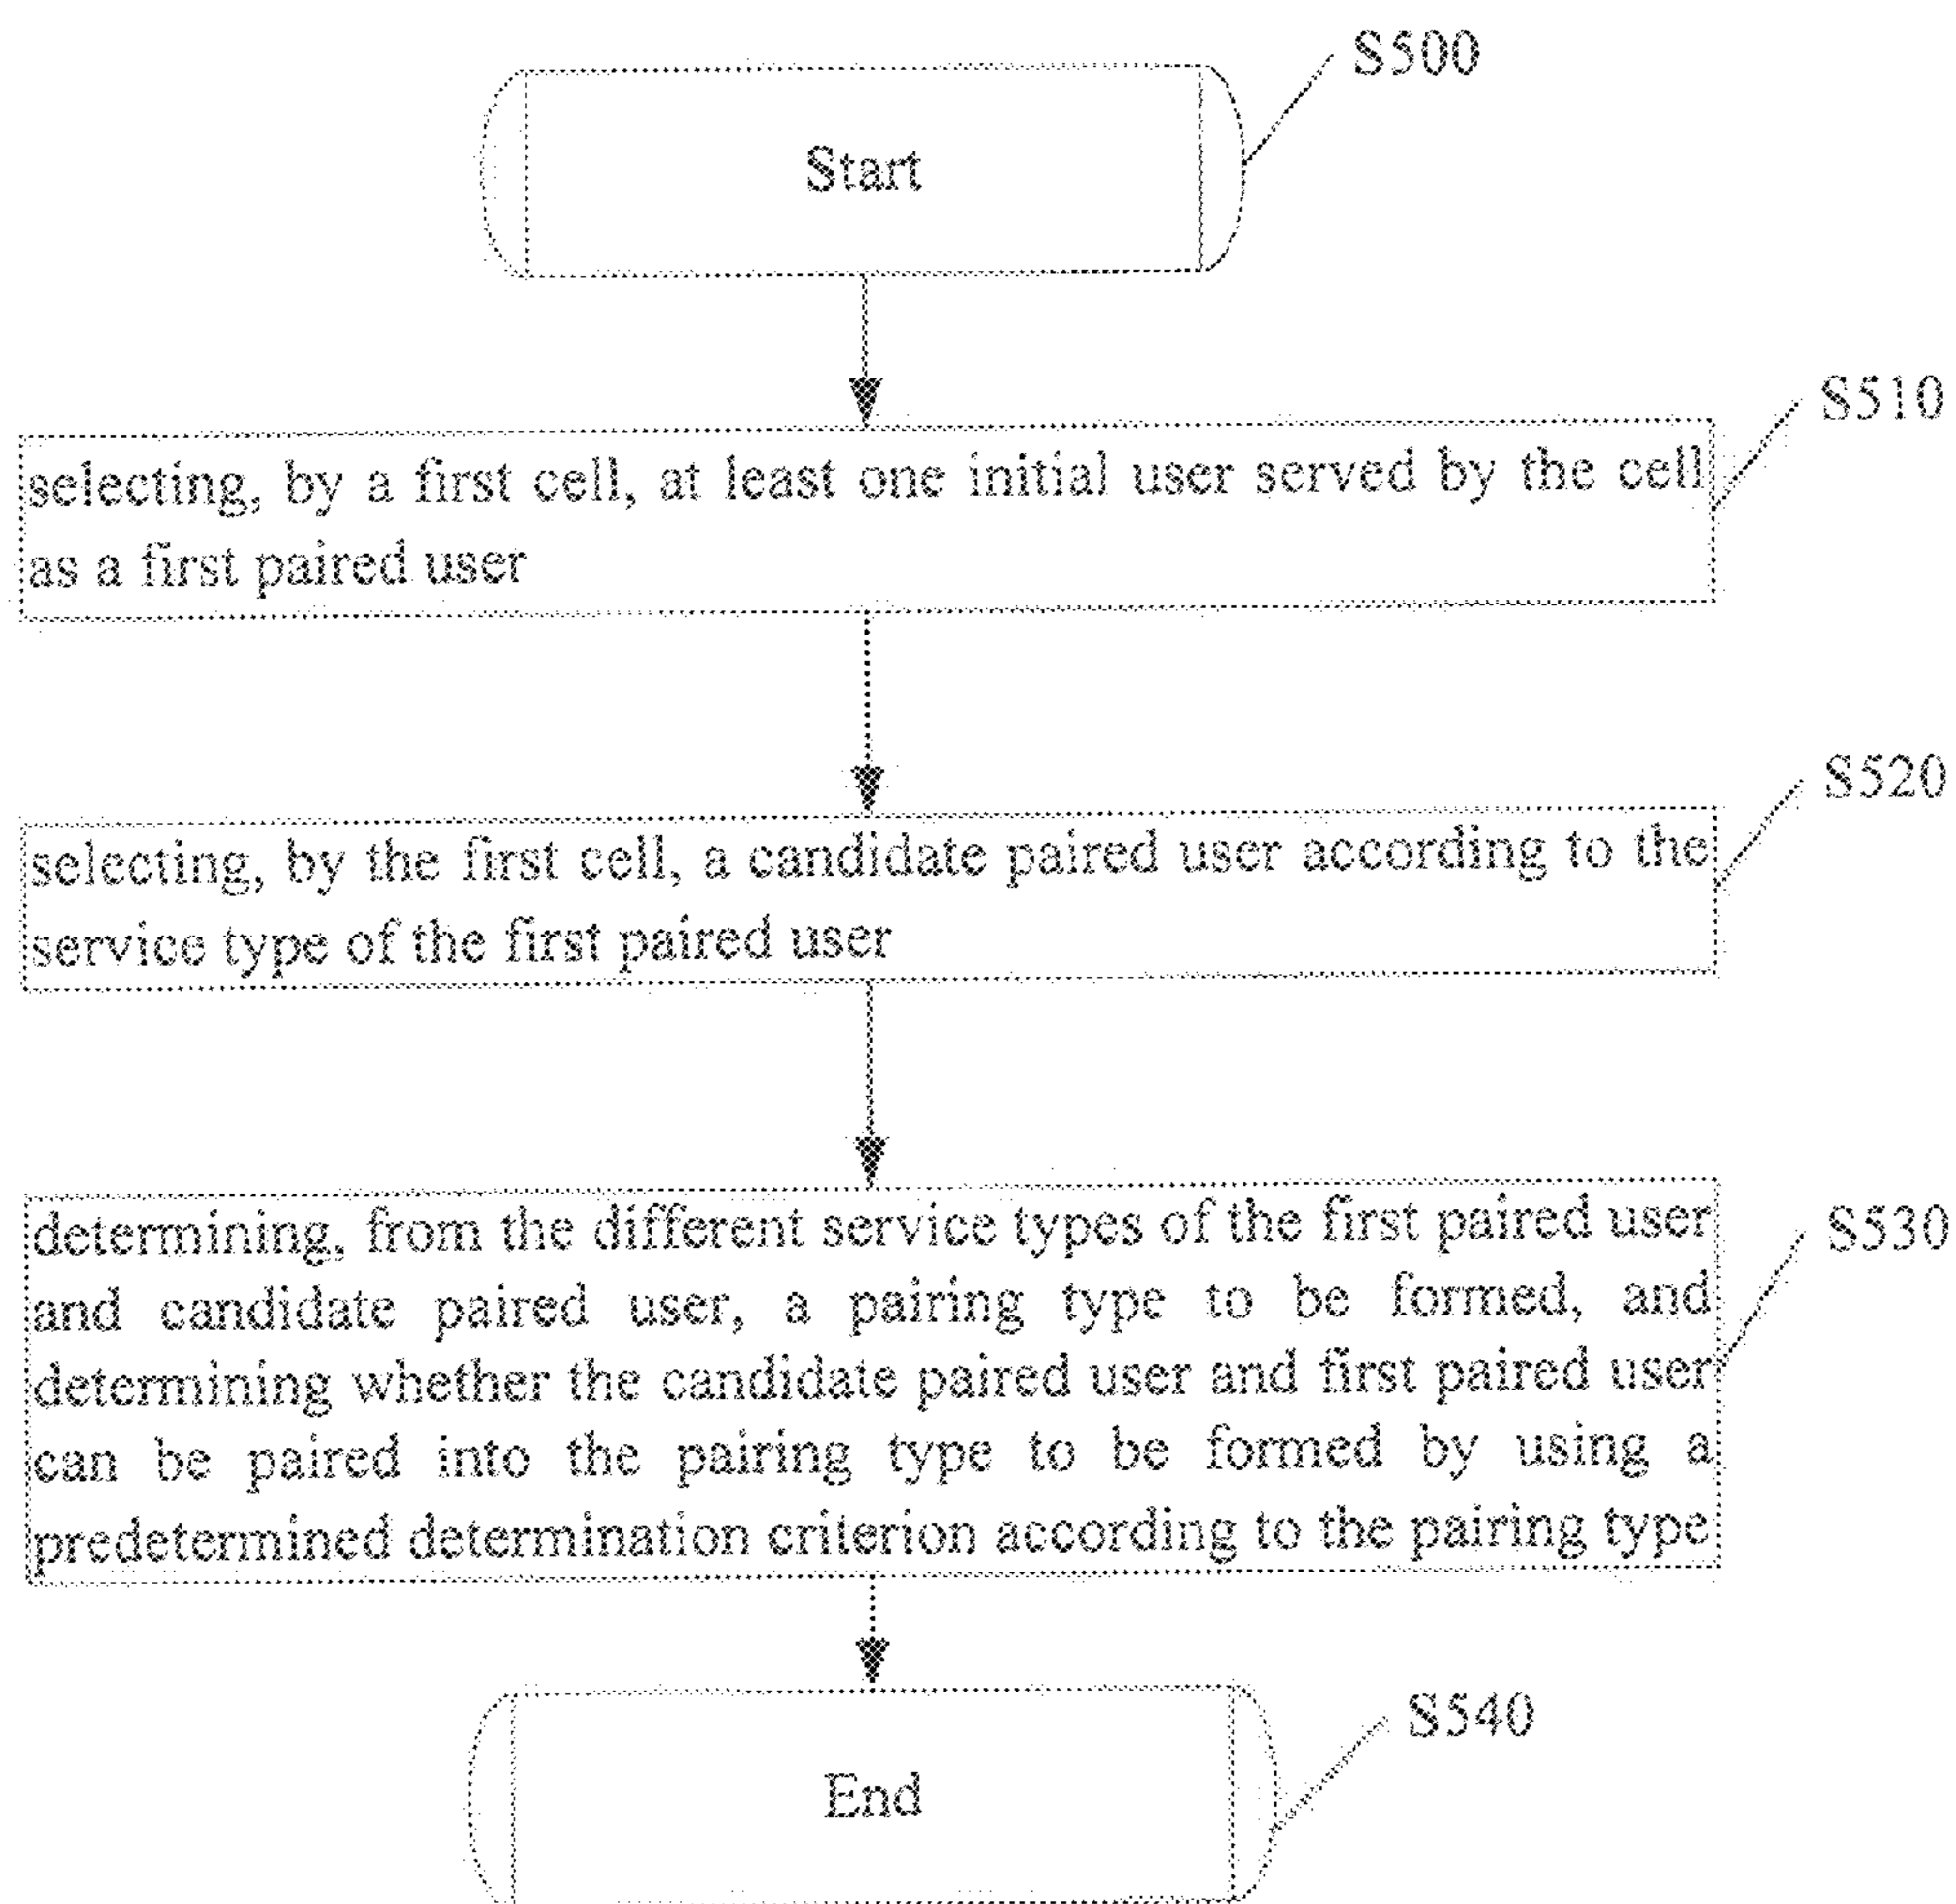 S500
Start
S510
selecting, by a first cell, at least one initial user served by the cell
as a first paired user
S520
selecting, by the first cell, a candidate paired user according to the
service type of the first paired user
S530
determining, from the different service types of the first paired user
and candidate paired user, a pairing type to be formed, and
determining whether the candidate paired user and first paired user
can be paired into the pairing type to be formed by using a
predetermined determination criterion according to the pairing type
S540
End